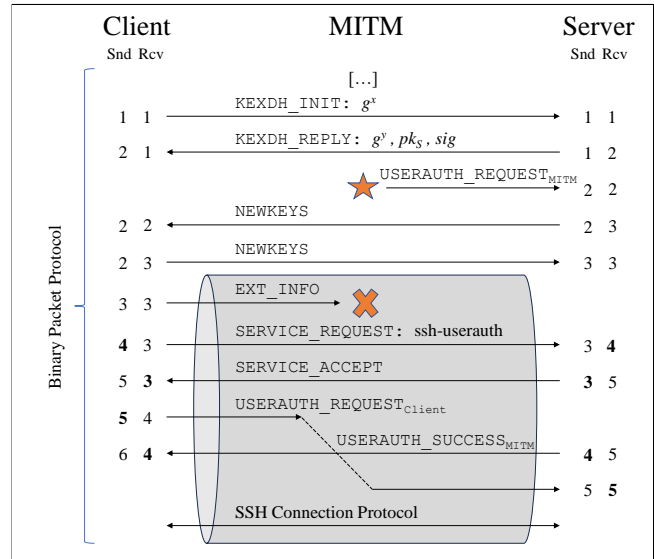 Client MITM Server
Snd Rcv Snd Rcv
[...]
KEXDH_INIT: g^x
1 1 1 1
KEXDH_REPLY: g^y, pk_S, sig
2 1 1 2
USERAUTH_REQUEST_MITM
2 2
NEWKEYS
2 2 2 3
NEWKEYS
2 3 3 3
EXT_INFO
3 3
SERVICE_REQUEST: ssh-userauth
4 3 3 4
SERVICE_ACCEPT
5 3 3 5
USERAUTH_REQUEST_Client
5 4
USERAUTH_SUCCESS_MITM
6 4 4 5
5 5
SSH Connection Protocol
Binary Packet Protocol